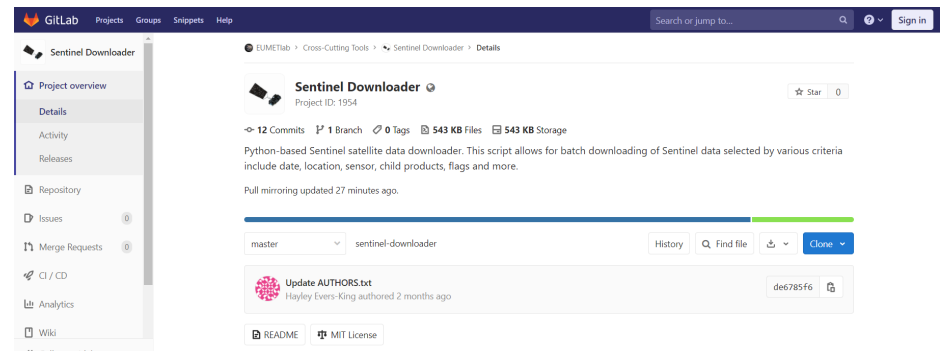 GitLab Projects Groups Snippets Help Search or jump to... Sign in
Sentinel Downloader
Project overview
Details
Activity
Releases
Repository
Issues 0
Merge Requests 0
CI / CD
Analytics
Wiki
EUMETlab > Cross-Cutting Tools > Sentinel Downloader > Details
Sentinel Downloader
Project ID: 1954
Star 0
12 Commits 1 Branch 0 Tags 543 KB Files 543 KB Storage
Python-based Sentinel satellite data downloader. This script allows for batch downloading of Sentinel data selected by various criteria
include date, location, sensor, child products, flags and more.
Pull mirroring updated 27 minutes ago.
master sentinel-downloader History Find file Clone
Update AUTHORS.txt
Hayley Evers-King authored 2 months ago
de6785f6
README MIT License